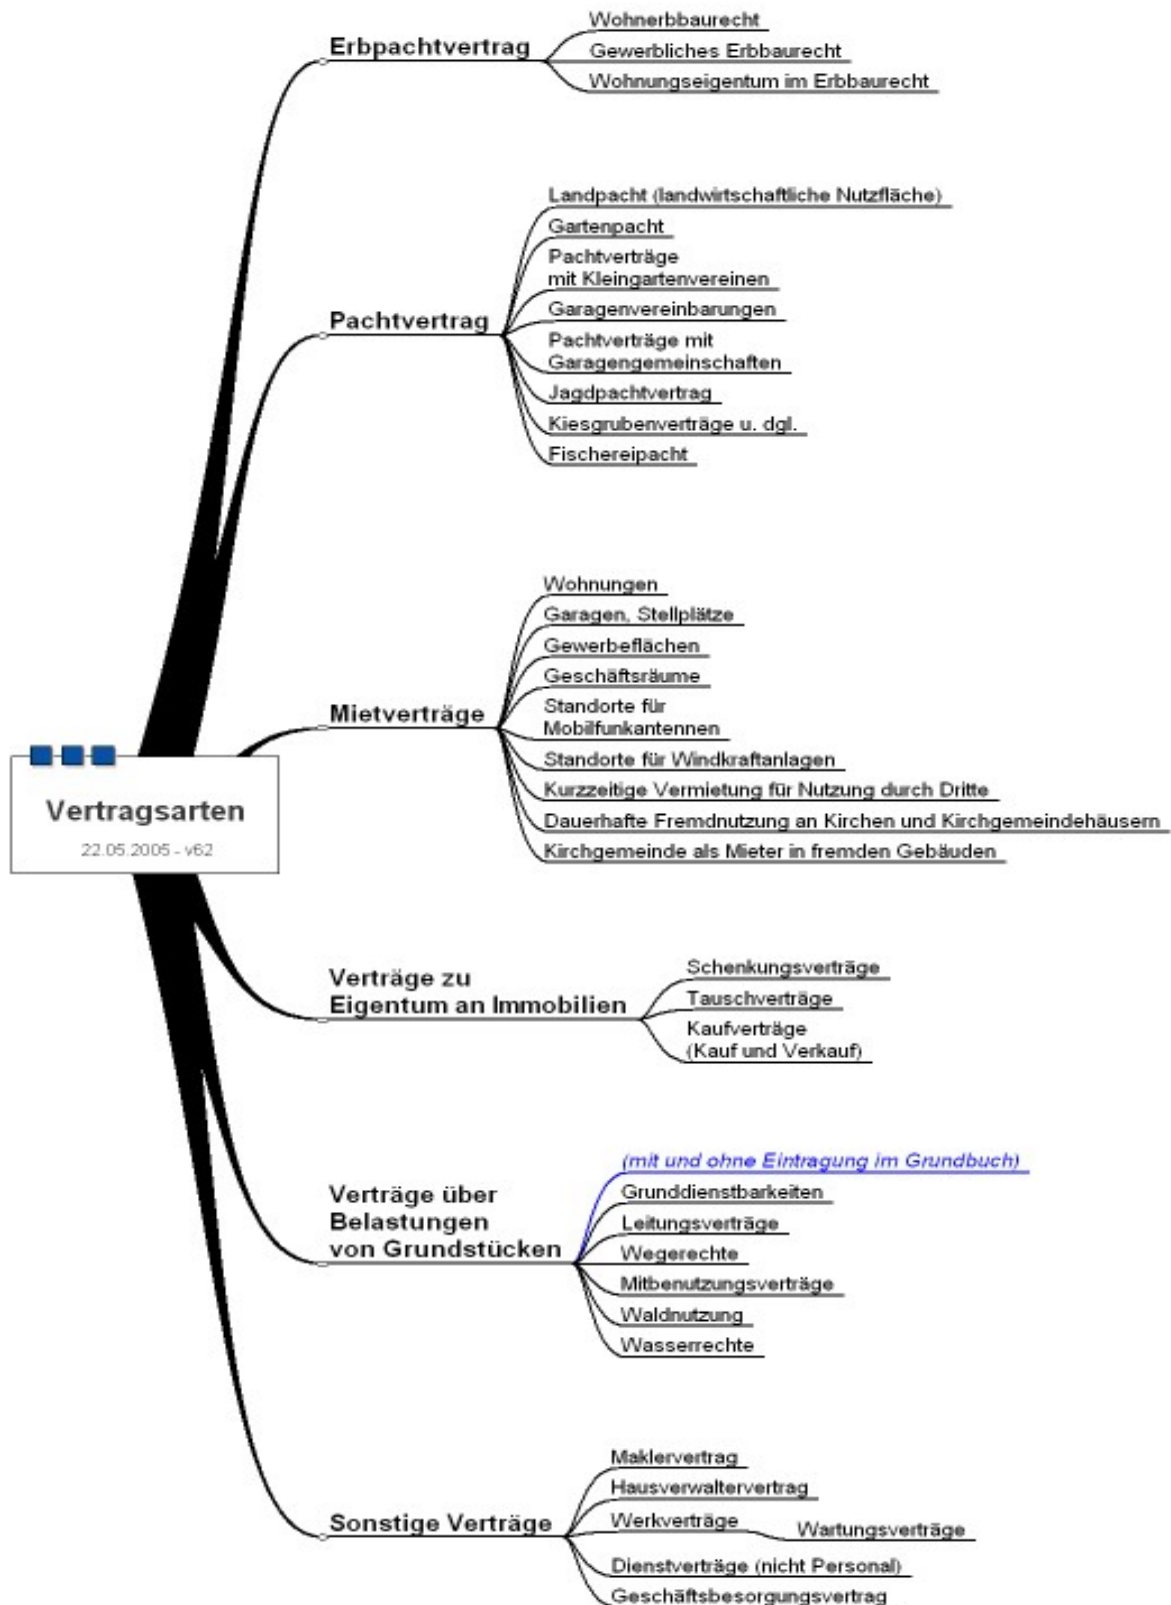 Erbpachtvertrag
Wohnerbbaurecht
Gewerbliches Erbbaurecht
Wohnungseigentum im Erbbaurecht
Pachtvertrag
Landpacht (landwirtschaftliche Nutzfläche)
Gartenpacht
Pachtverträge
mit Kleingartenvereinen
Garagenvereinbarungen
Pachtverträge mit
Garagengemeinschaften
Jagdpachtvertrag
Kiesgrubenverträge u. dgl.
Fischereipacht
Mietverträge
Wohnungen
Garagen, Stellplätze
Gewerbeflächen
Geschäftsräume
Standorte für
Mobilfunkantennen
Standorte für Windkraftanlagen
Kurzzeitige Vermietung für Nutzung durch Dritte
Dauerhafte Fremdnutzung an Kirchen und Kirchgemeindehäusern
Kirchgemeinde als Mieter in fremden Gebäuden
Vertragsarten
22.05.2005 - v62
Verträge zu
Eigentum an Immobilien
Schenkungsverträge
Tauschverträge
Kaufverträge
(Kauf und Verkauf)
Verträge über
Belastungen
von Grundstücken
(mit und ohne Eintragung im Grundbuch)
Grunddienstbarkeiten
Leitungsverträge
Wegerechte
Mitbenutzungsverträge
Waldnutzung
Wasserrechte
Sonstige Verträge
Maklervertrag
Hausverwaltervertrag
Werkverträge
Wartungsverträge
Dienstverträge (nicht Personal)
Geschäftsbesorgungsvertrag